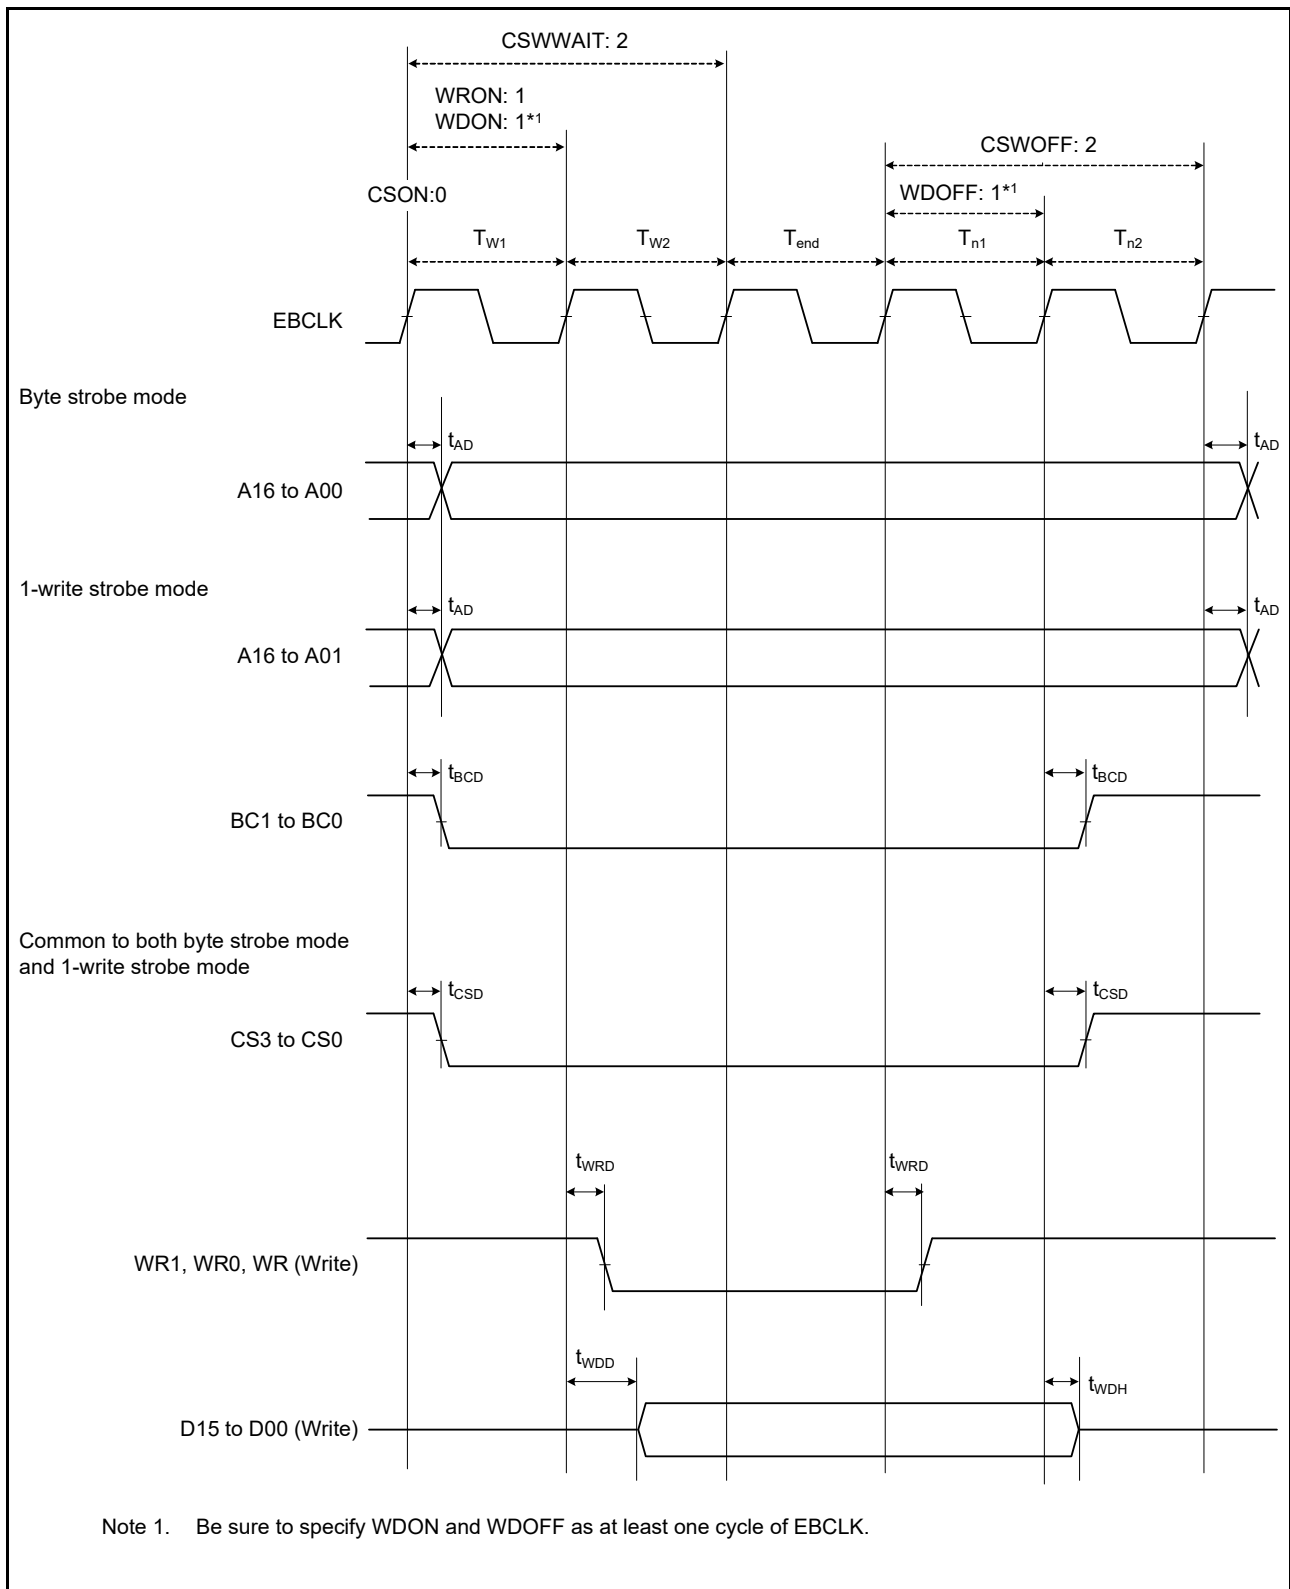 CSWWAIT: 2
WRON: 1
WDON: 1*1
CSWOFF: 2
CSON:0
WDOFF: 1*1
TW1 TW2 Tend Tn1 Tn2
EBCLK
Byte strobe mode
tAD tAD
A16 to A00
1-write strobe mode
tAD tAD
A16 to A01
tBCD tBCD
BC1 to BC0
Common to both byte strobe mode
and 1-write strobe mode
tCSD tCSD
CS3 to CS0
tWRD tWRD
WR1, WR0, WR (Write)
tWDD tWDH
D15 to D00 (Write)
Note 1. Be sure to specify WDON and WDOFF as at least one cycle of EBCLK.